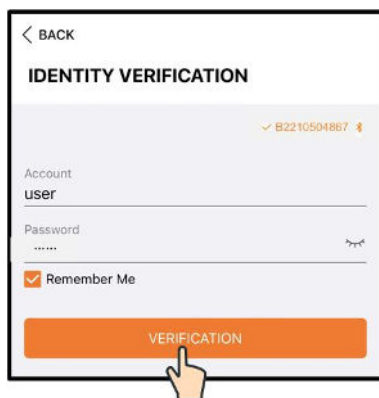 BACK
IDENTITY VERIFICATION
B2210504867
Account
user
Password
······
Remember Me
VERIFICATION